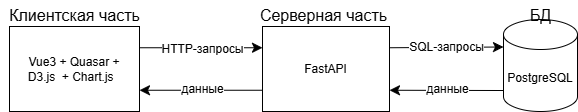 Клиентская часть
Серверная часть
БД
Vue3 + Quasar +
D3.js + Chart.js
HTTP-запросы
данные
FastAPI
SQL-запросы
данные
PostgreSQL